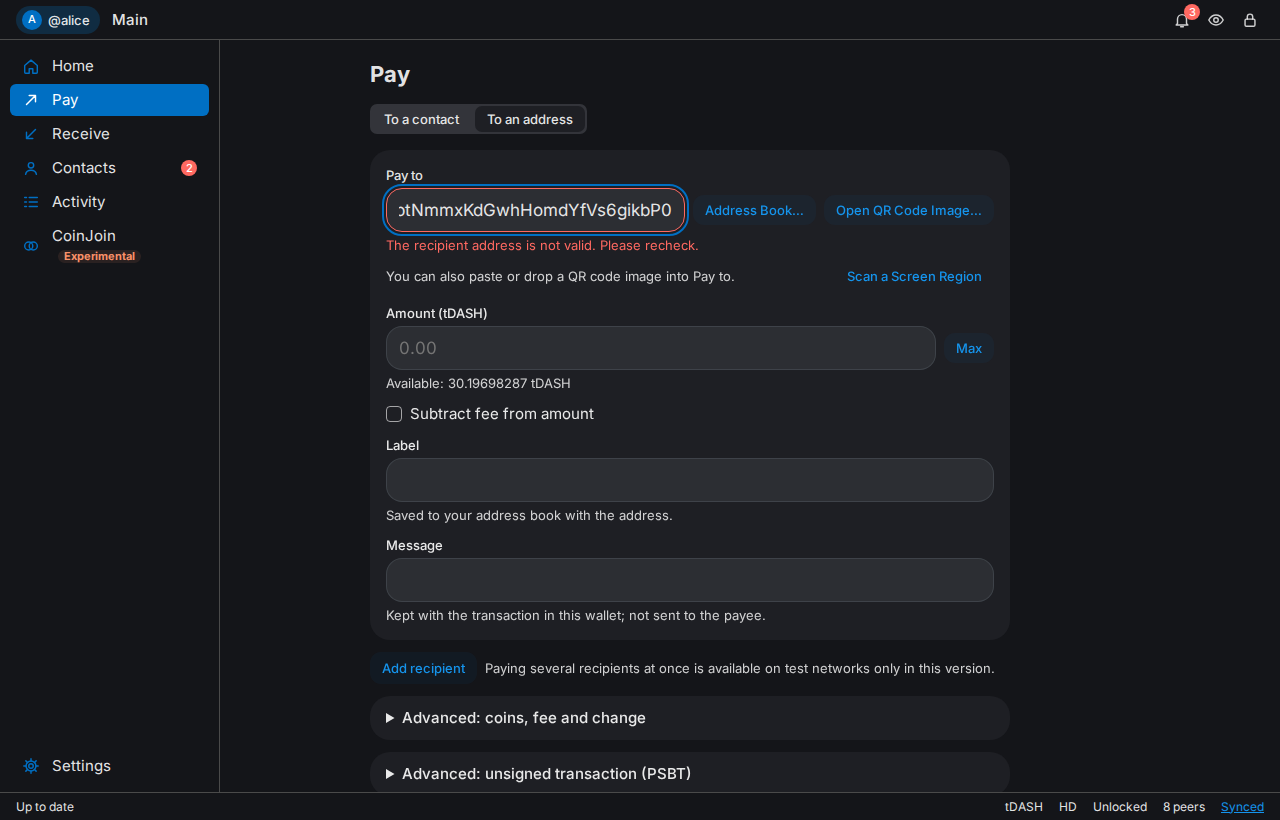 A @alice Main 3
Home
Pay
Receive
Contacts 2
Activity
CoinJoin
Experimental
Settings
Pay
To a contact To an address
Pay to
otNmmxKdGwhHomdYfVs6gikbP0 Address Book... Open QR Code Image...
The recipient address is not valid. Please recheck.
You can also paste or drop a QR code image into Pay to. Scan a Screen Region
Amount (tDASH)
0.00 Max
Available: 30.19698287 tDASH
Subtract fee from amount
Label
Saved to your address book with the address.
Message
Kept with the transaction in this wallet; not sent to the payee.
Add recipient Paying several recipients at once is available on test networks only in this version.
Advanced: coins, fee and change
Advanced: unsigned transaction (PSBT)
Up to date tDASH HD Unlocked 8 peers Synced